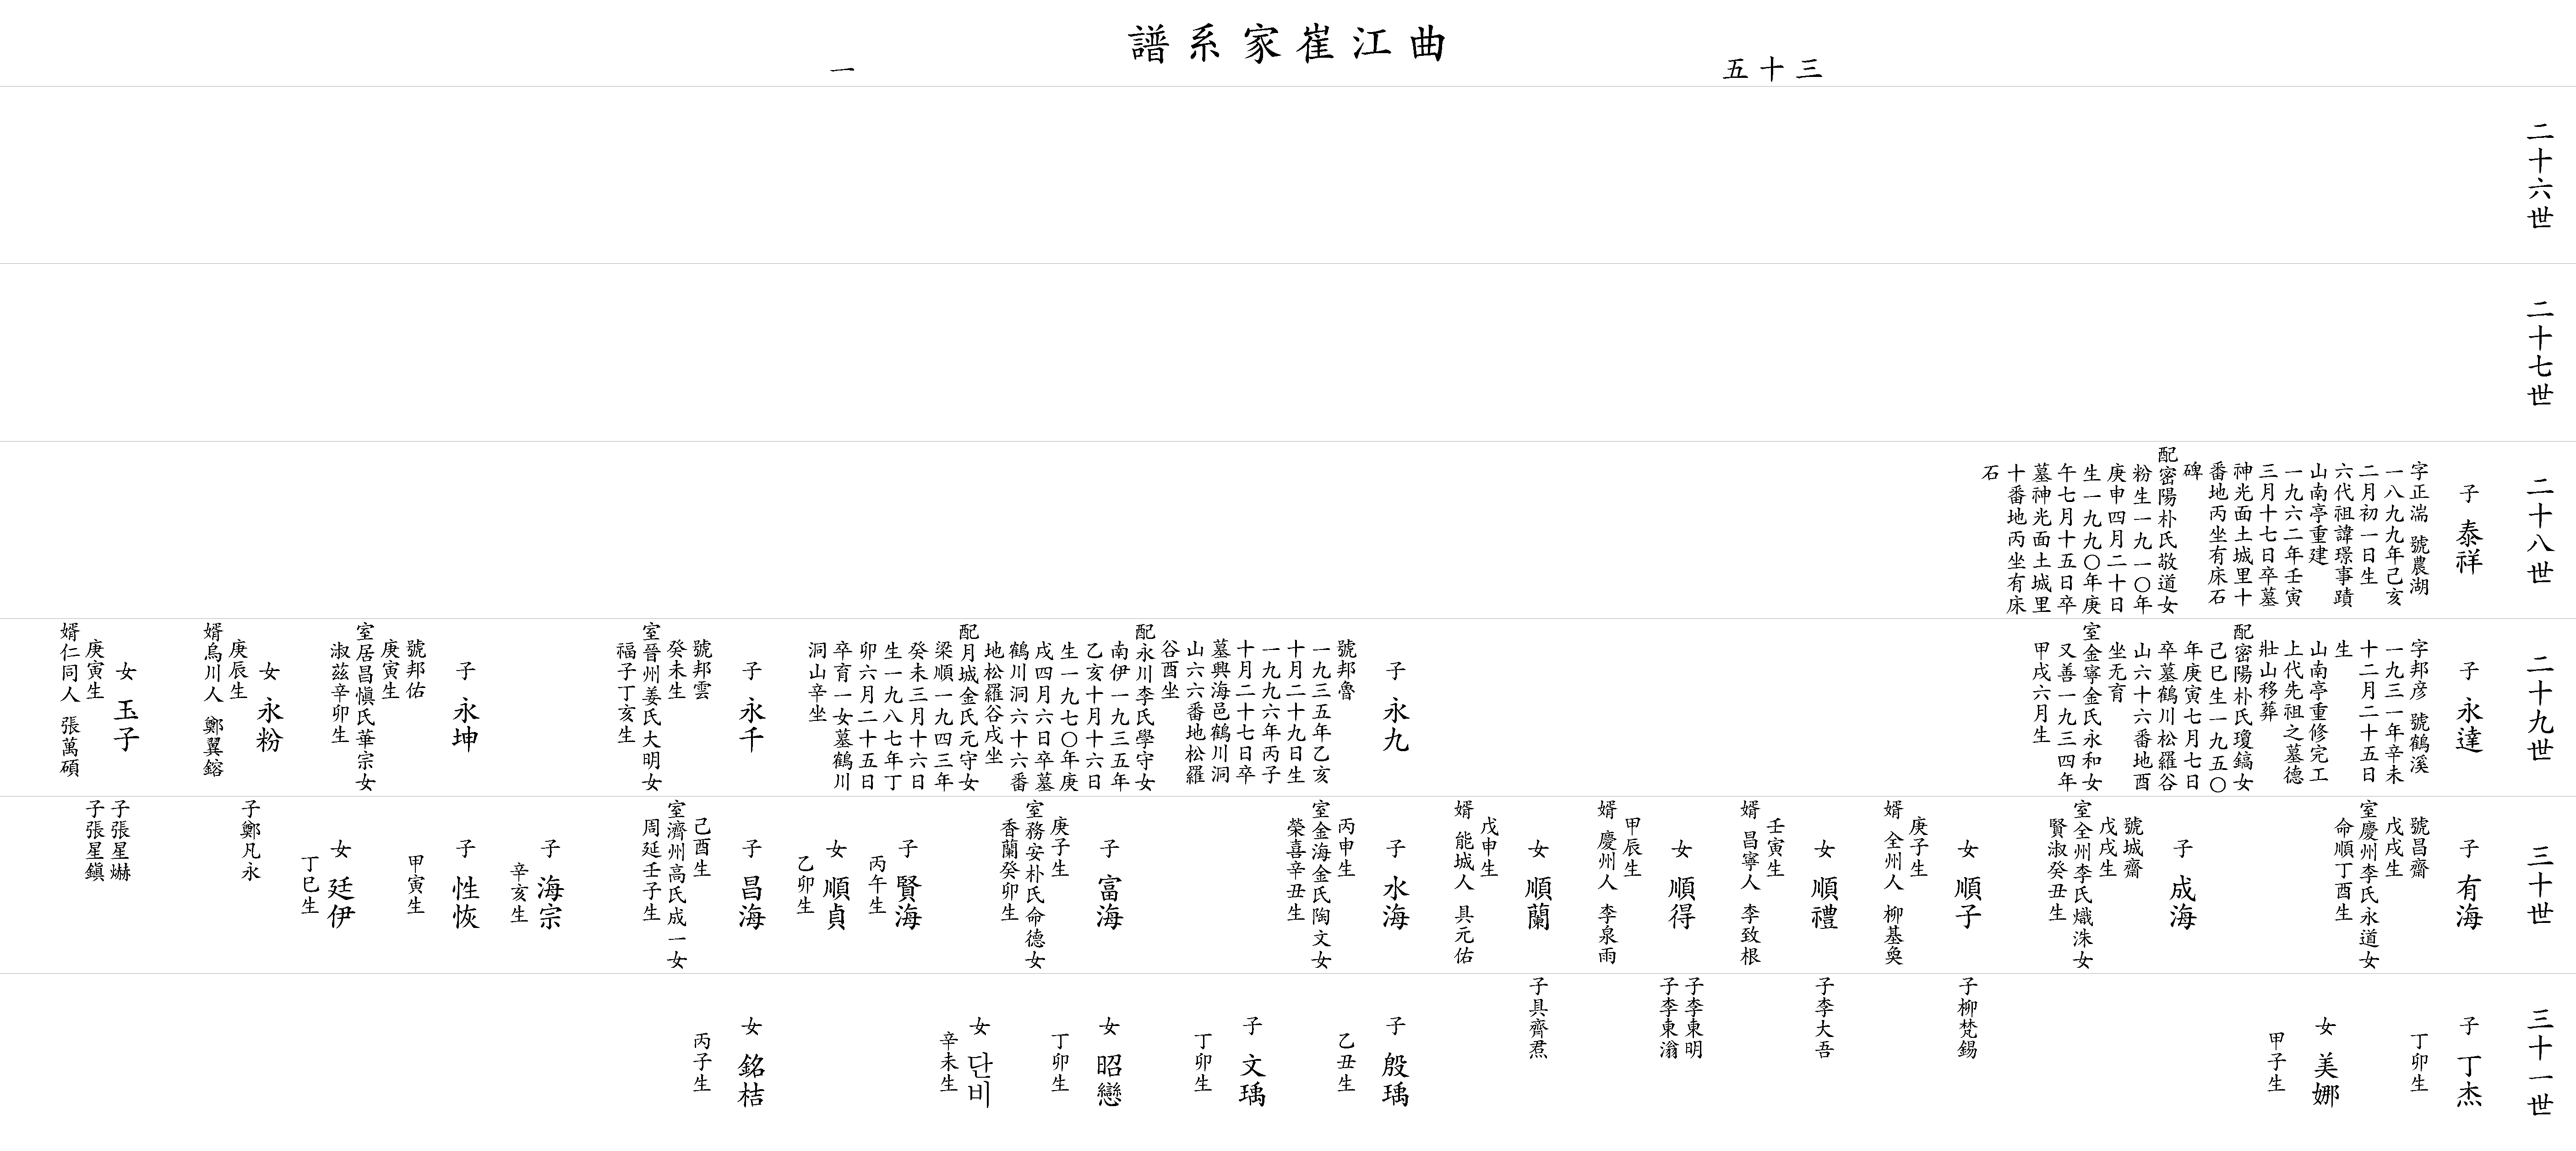 曲江崔家系譜
三十五
一
二十六世
二十七世
二十八世
子 泰祥
字正湍 號農湖
一八九九年己亥
二月初一日生
六代祖諱璟事蹟
山南亭重建
一九六二年壬寅
三月十七日卒墓
神光面土城里十
番地丙坐有床石
碑
配密陽朴氏敬道女
粉生一九一〇年
庚申四月二十日
生一九九〇年庚
午七月十五日卒
墓神光面土城里
十番地丙坐有床
石
二十九世
子 永達
字邦彦 號鶴溪
一九三一年辛未
十二月二十五日
生
山南亭重修完工
上代先祖之墓德
壯山移葬
配密陽朴氏瓊鎬女
己巳生一九五〇
年庚寅七月七日
卒墓鶴川松羅谷
山六十六番地酉
坐无育
室金寧金氏永和女
又善一九三四年
甲戌六月生
子 永九
號邦魯
一九三五年乙亥
十月二十九日生
一九九六年丙子
十月二十七日卒
墓興海邑鶴川洞
山六六番地松羅
谷酉坐
配永川李氏學守女
南伊一九三五年
乙亥十月十六日
生一九七〇年庚
戌四月六日卒墓
鶴川洞六十六番
地松羅谷戌坐
配月城金氏元守女
梁順一九四三年
癸未三月十六日
生一九八七年丁
卯六月二十五日
卒育一女墓鶴川
洞山辛坐
子 永千
號邦雲
癸未生
室晉州姜氏大明女
福子丁亥生
子 永坤
號邦佑
庚寅生
室居昌愼氏華宗女
淑茲辛卯生
女 永粉
庚辰生
婿烏川人 鄭翼鎔
女 玉子
庚寅生
婿仁同人 張萬碩
三十世
子 有海
號昌齋
戊戌生
室慶州李氏永道女
命順丁酉生
子 成海
號城齋
戊戌生
室全州李氏熾洙女
賢淑癸丑生
女 順子
庚子生
婿 全州人 柳基奐
女 順禮
壬寅生
婿 昌寧人 李致根
女 順得
甲辰生
婿 慶州人 李泉雨
女 順蘭
戊申生
婿 能城人 具元佑
子 水海
丙申生
室金海金氏陶文女
榮喜辛丑生
子 富海
庚子生
室務安朴氏命德女
香蘭癸卯生
子 賢海
丙午生
女 順貞
乙卯生
子 昌海
己酉生
室濟州高氏成一女
周延壬子生
子 海宗
辛亥生
子 性恢
甲寅生
女 廷伊
丁巳生
子鄭凡永
子張星爀
子張星鎭
三十一世
子 丁杰
丁卯生
女 美娜
甲子生
子柳梵錫
子李大吾
子李東明
子李東滃
子具齊焄
子 殷瑀
乙丑生
子 文瑀
丁卯生
女 昭戀
丁卯生
女 단비
辛未生
女 銘桔
丙子生